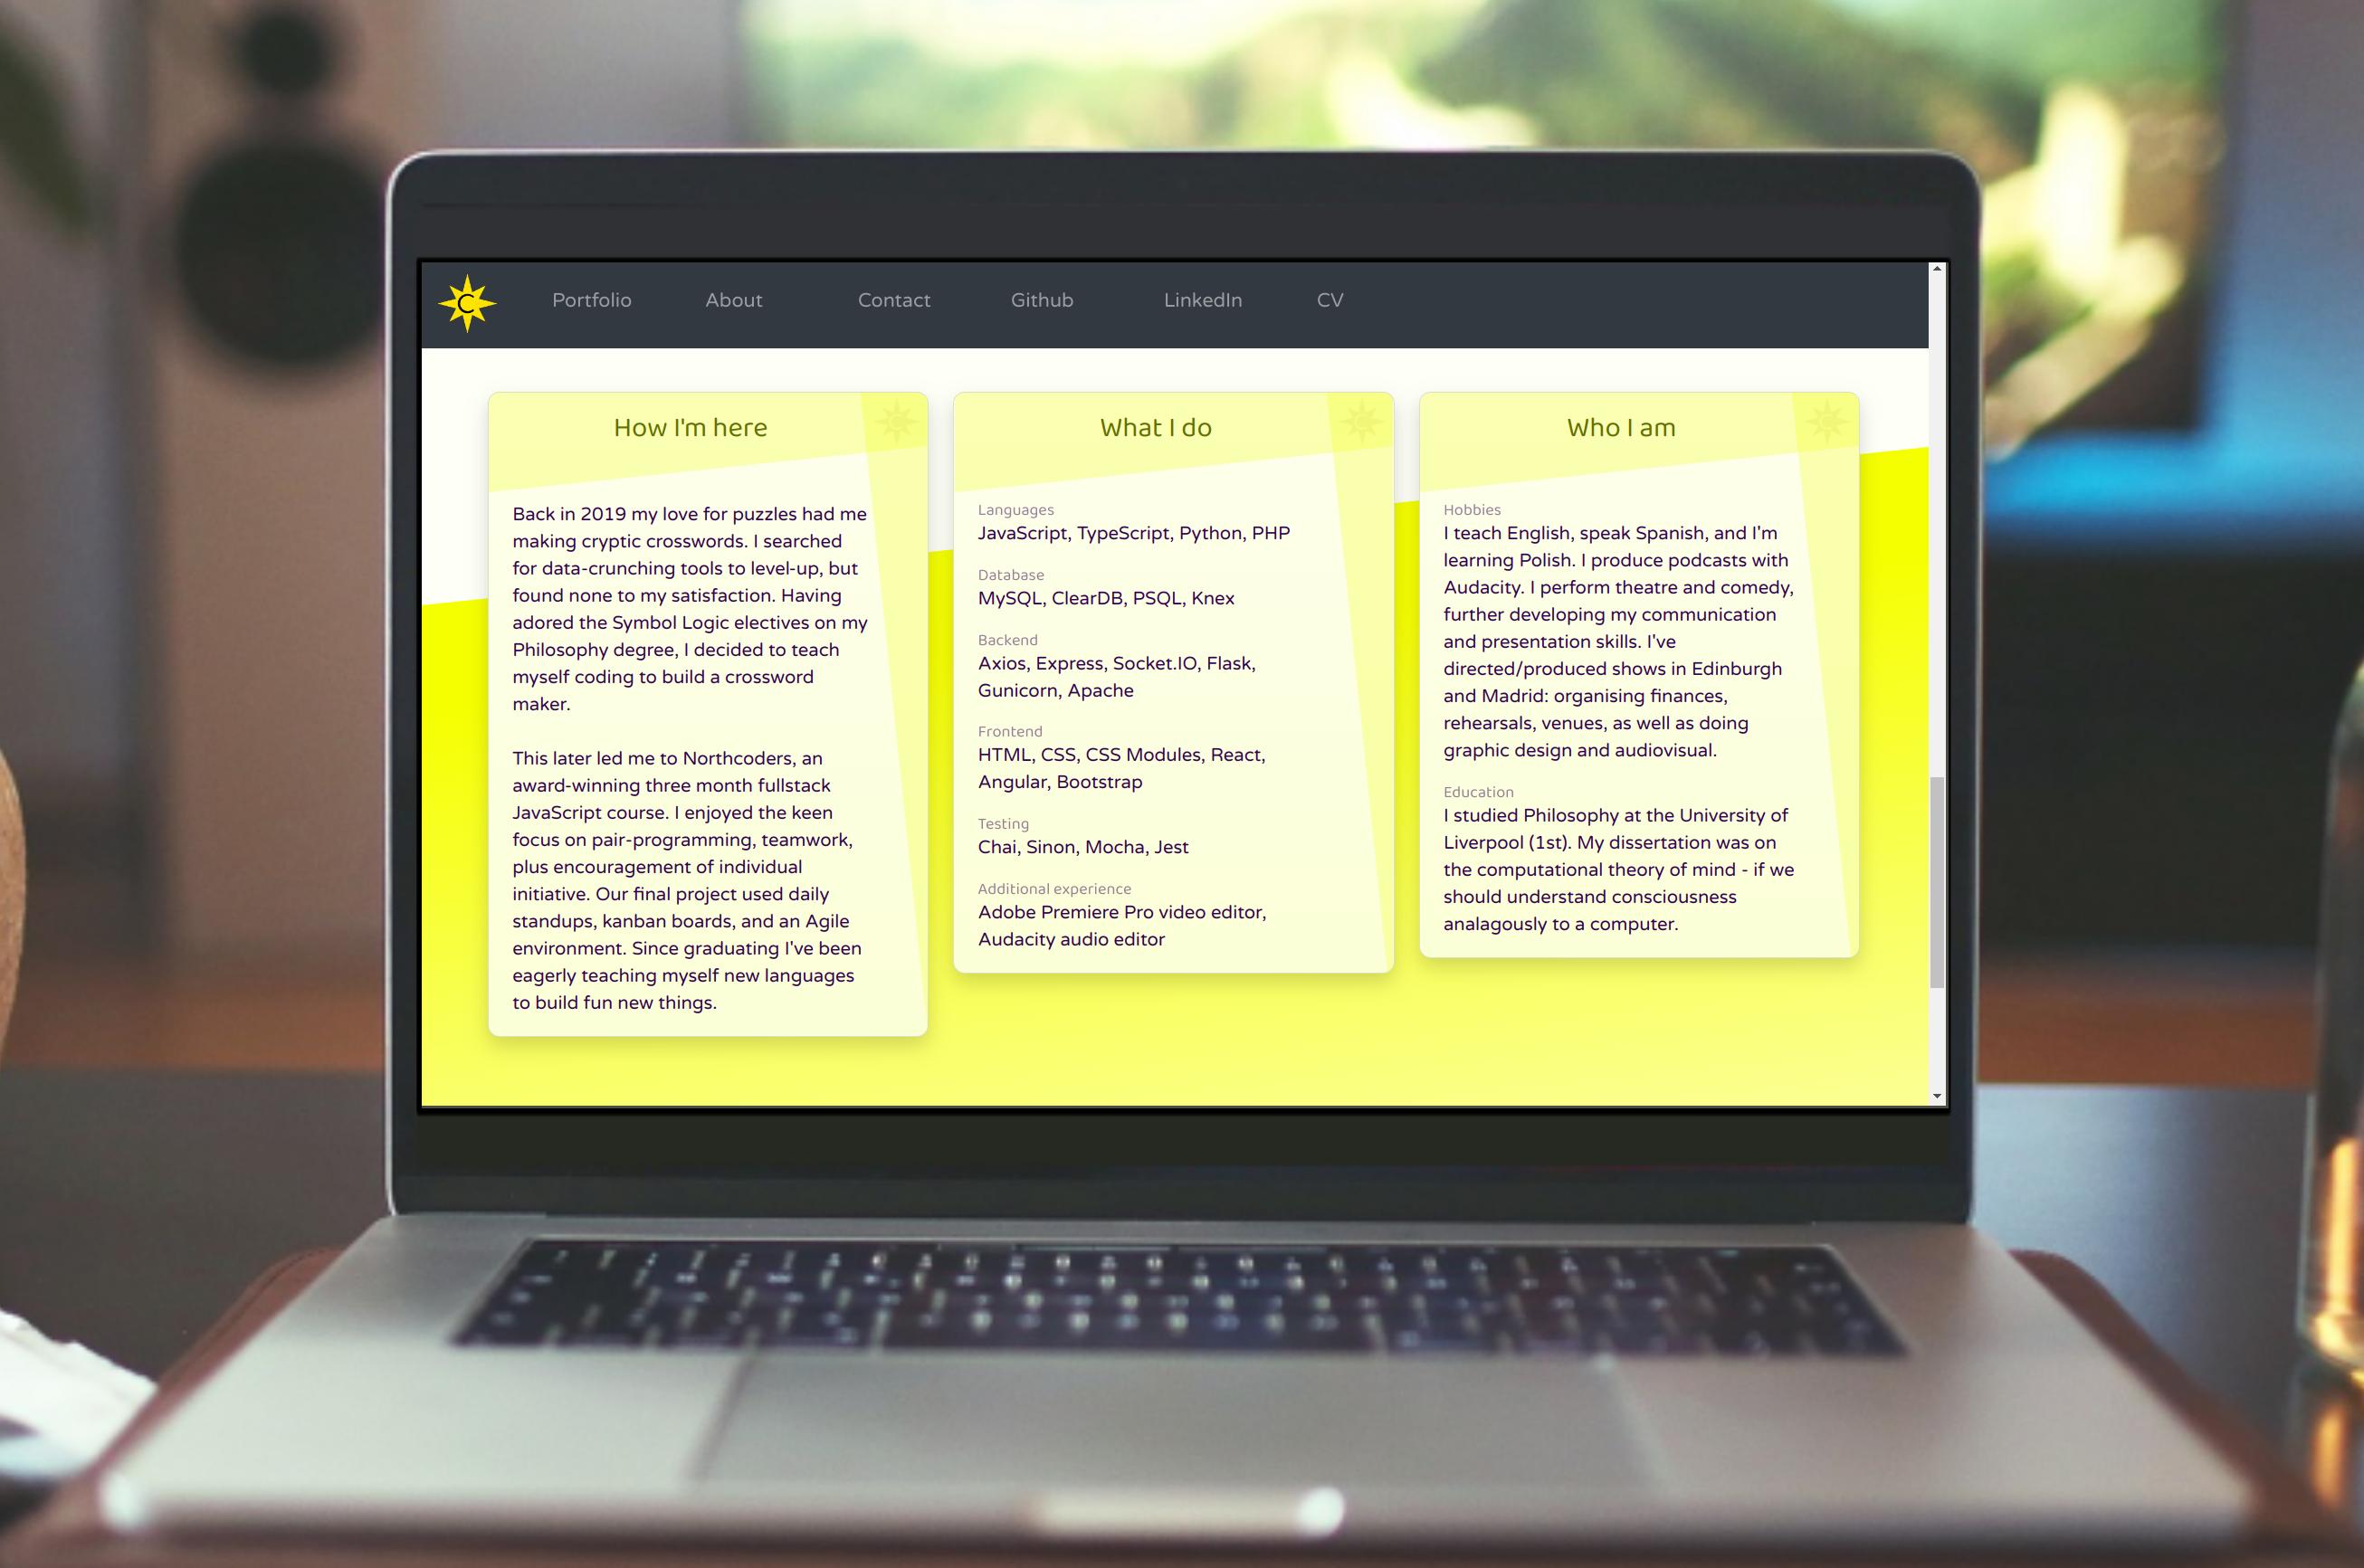 C
Portfolio
About
Contact
Github
LinkedIn
CV
How I'm here
Back in 2019 my love for puzzles had me
making cryptic crosswords. I searched
for data-crunching tools to level-up, but
found none to my satisfaction. Having
adored the Symbol Logic electives on my
Philosophy degree, I decided to teach
myself coding to build a crossword
maker.
This later led me to Northcoders, an
award-winning three month fullstack
JavaScript course. I enjoyed the keen
focus on pair-programming, teamwork,
plus encouragement of individual
initiative. Our final project used daily
standups, kanban boards, and an Agile
environment. Since graduating I've been
eagerly teaching myself new languages
to build fun new things.
What I do
Languages
JavaScript, TypeScript, Python, PHP
Database
MySQL, ClearDB, PSQL, Knex
Backend
Axios, Express, Socket.IO, Flask,
Gunicorn, Apache
Frontend
HTML, CSS, CSS Modules, React,
Angular, Bootstrap
Testing
Chai, Sinon, Mocha, Jest
Additional experience
Adobe Premiere Pro video editor,
Audacity audio editor
Who I am
Hobbies
I teach English, speak Spanish, and I'm
learning Polish. I produce podcasts with
Audacity. I perform theatre and comedy,
further developing my communication
and presentation skills. I've
directed/produced shows in Edinburgh
and Madrid: organising finances,
rehearsals, venues, as well as doing
graphic design and audiovisual.
Education
I studied Philosophy at the University of
Liverpool (1st). My dissertation was on
the computational theory of mind - if we
should understand consciousness
analagously to a computer.